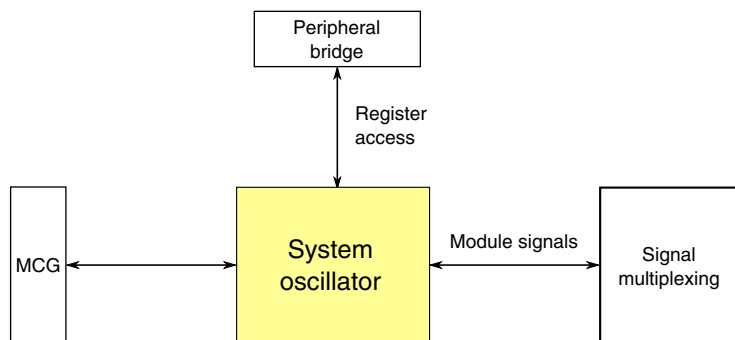 Peripheral
bridge
Register
access
MCG
System
oscillator
Module signals
Signal
multiplexing